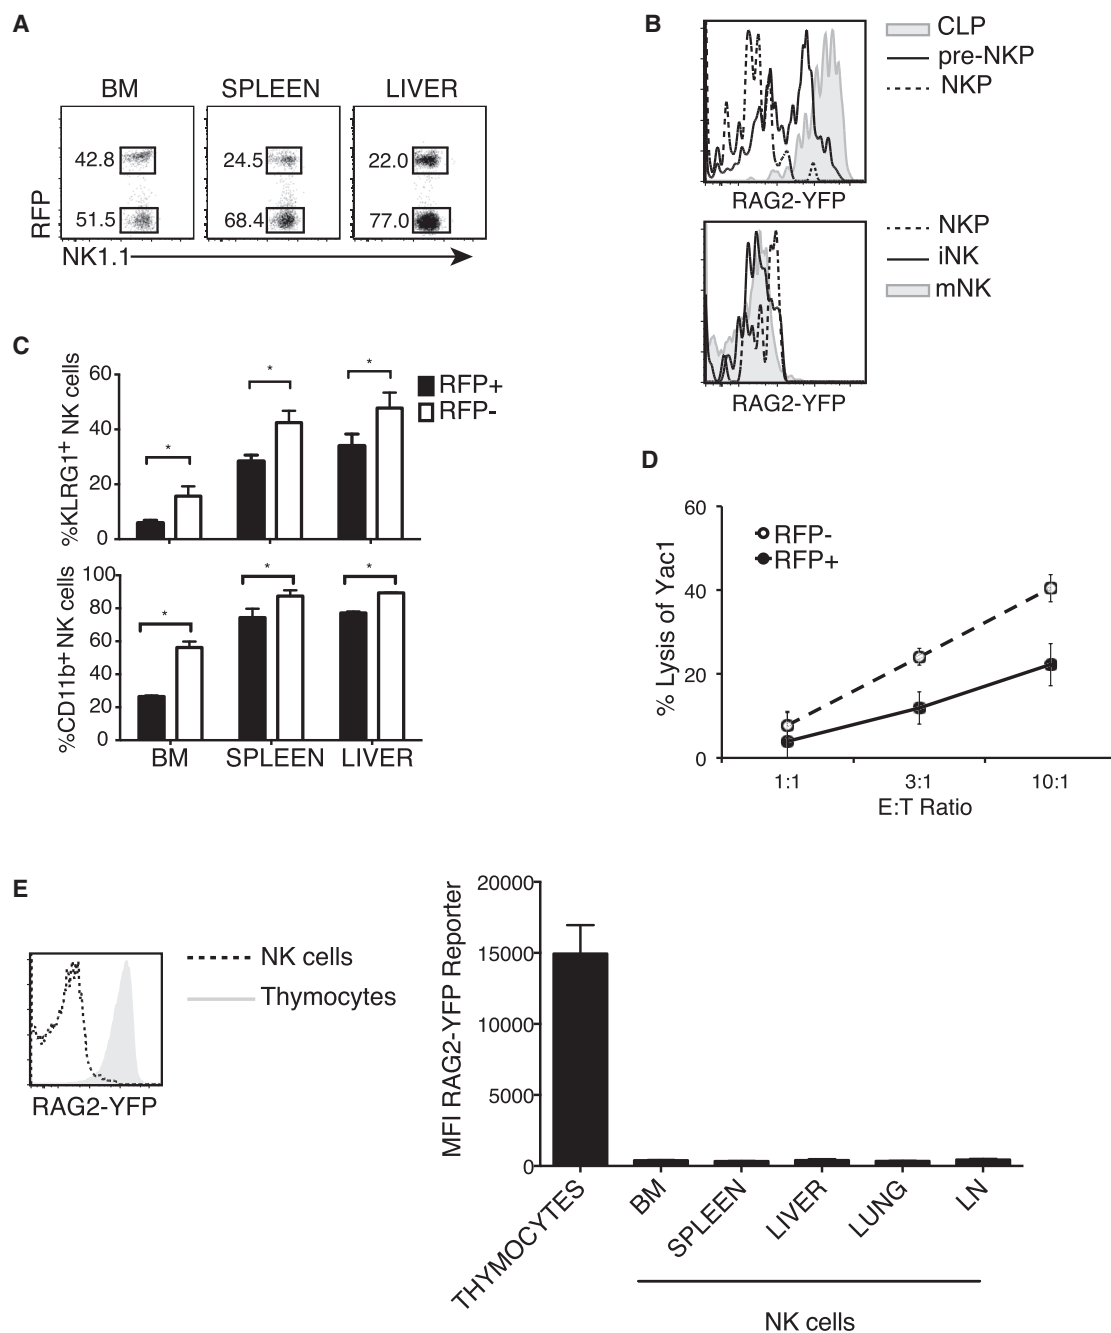 A
BM SPLEEN LIVER
42.8 24.5 22.0
51.5 68.4 77.0
RFP
NK1.1
B
CLP
pre-NKP
NKP
RAG2-YFP
NKP
iNK
mNK
RAG2-YFP
C
%KLRG1+ NK cells
60
40
20
0
RFP+
RFP-
* * *
%CD11b+ NK cells
100
80
60
40
20
0
* * *
BM SPLEEN LIVER
D
% Lysis of Yac1
60
40
20
0
RFP-
RFP+
1:1 3:1 10:1
E:T Ratio
E
NK cells
Thymocytes
RAG2-YFP
MFI RAG2-YFP Reporter
20000
15000
10000
5000
0
THYMOCYTES BM SPLEEN LIVER LUNG LN
NK cells